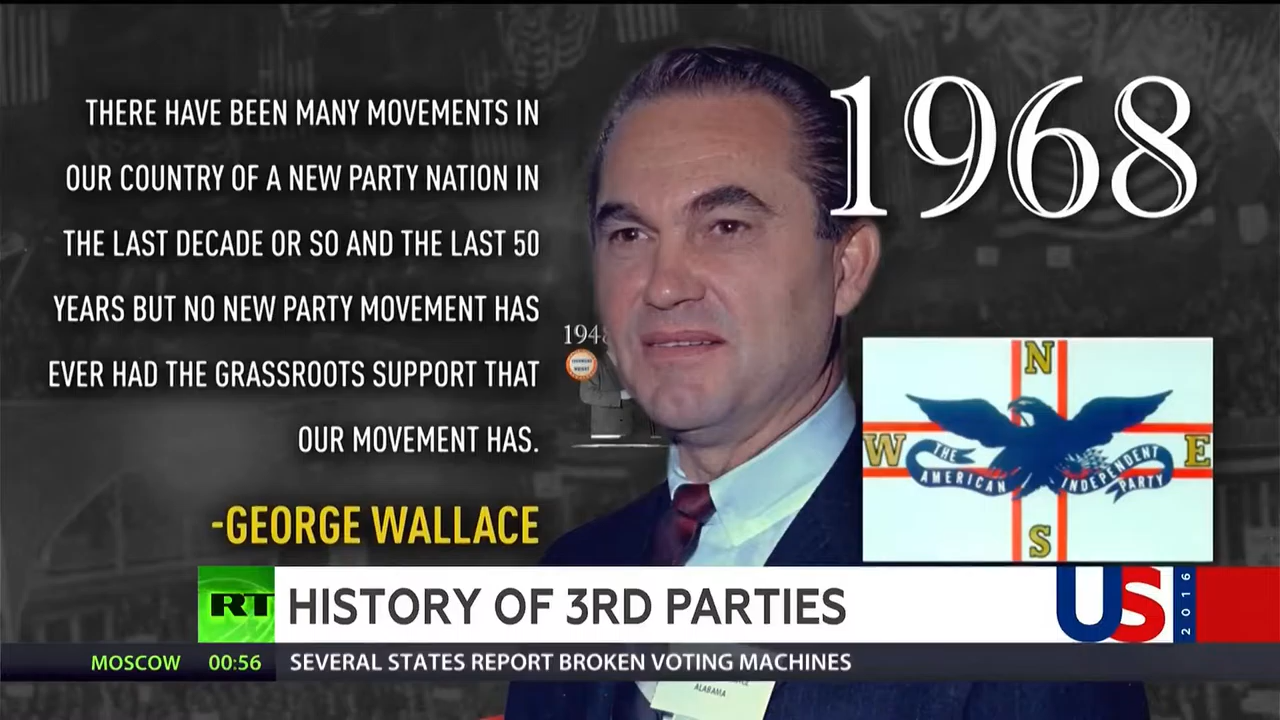 THERE HAVE BEEN MANY MOVEMENTS IN
OUR COUNTRY OF A NEW PARTY NATION IN
THE LAST DECADE OR SO AND THE LAST 50
YEARS BUT NO NEW PARTY MOVEMENT HAS
EVER HAD THE GRASSROOTS SUPPORT THAT
OUR MOVEMENT HAS.
-GEORGE WALLACE
1968
1948
N
W
E
S
THE
AMERICAN
INDEPENDENT
PARTY
RT HISTORY OF 3RD PARTIES
US 2016
MOSCOW 00:56 SEVERAL STATES REPORT BROKEN VOTING MACHINES
ALABAMA